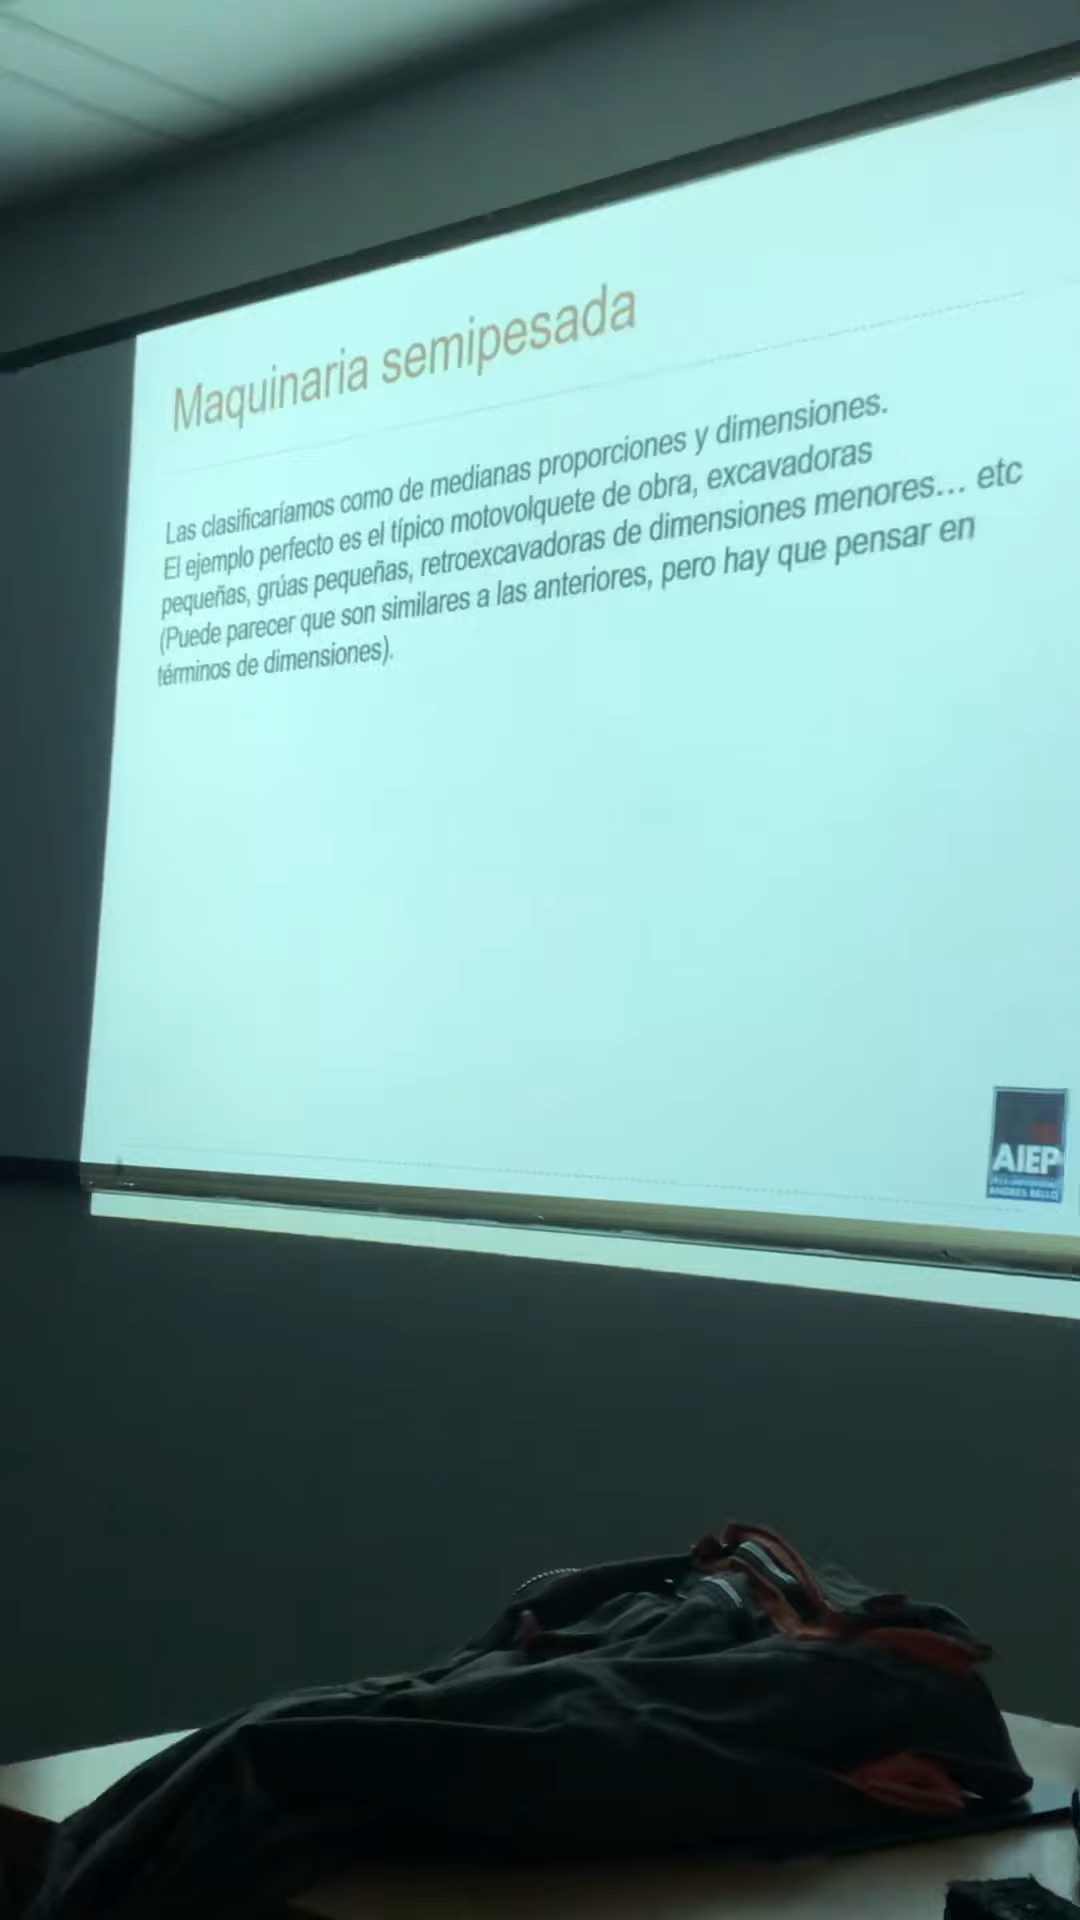 Maquinaria semipesada
Las clasificaríamos como de medianas proporciones y dimensiones.
El ejemplo perfecto es el típico motovolquete de obra, excavadoras
pequeñas, grúas pequeñas, retroexcavadoras de dimensiones menores… etc
(Puede parecer que son similares a las anteriores, pero hay que pensar en
términos de dimensiones).
AIEP
ANDRES BELLO